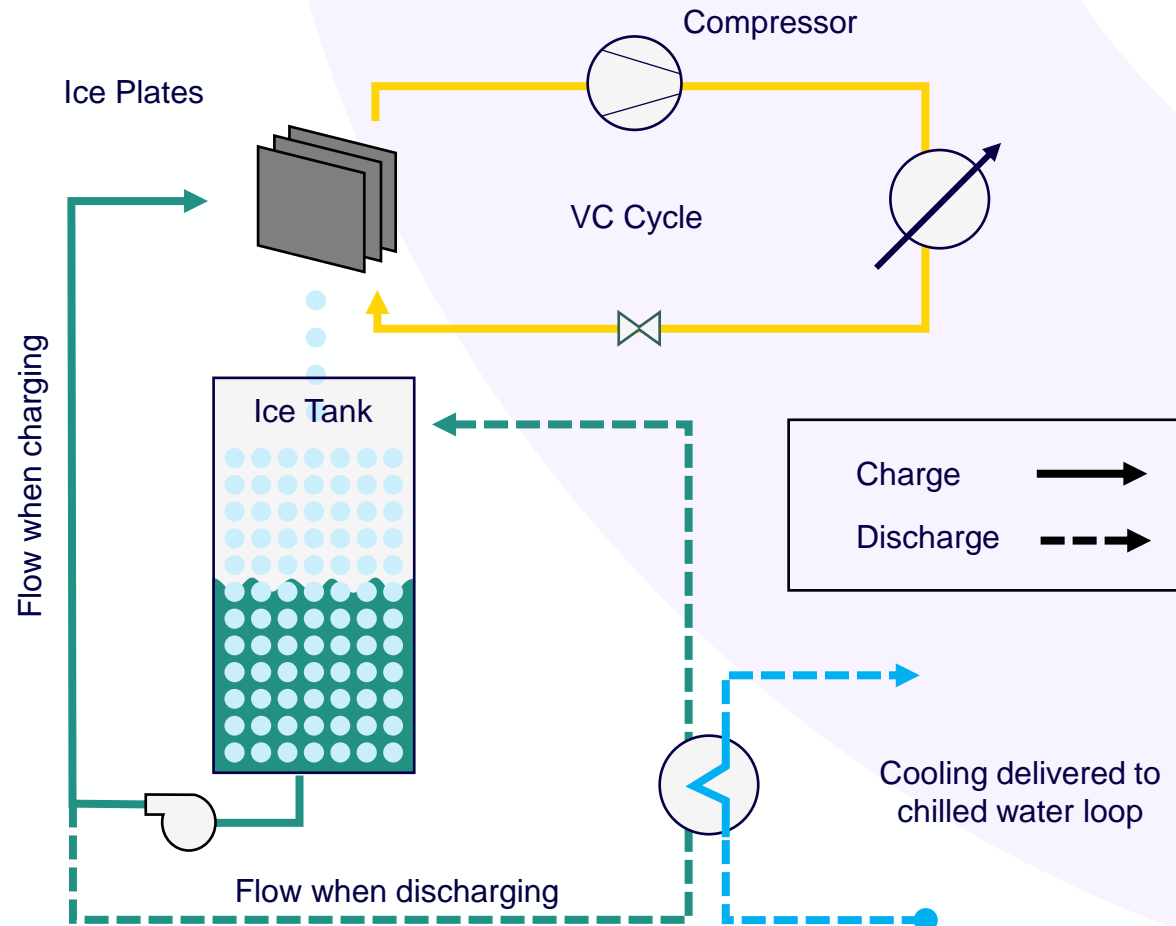 Compressor
Ice Plates
VC Cycle
Flow when charging
Ice Tank
Charge
Discharge
Cooling delivered to
chilled water loop
Flow when discharging